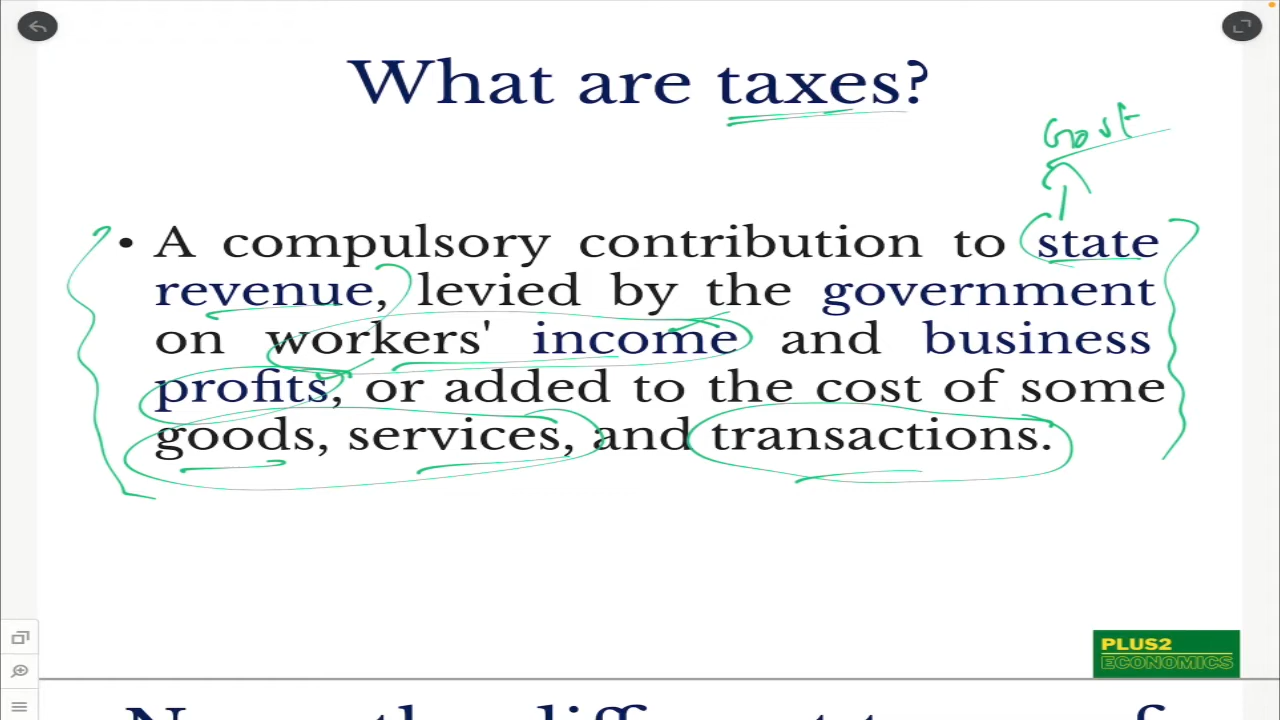 What are taxes?
Govt
• A compulsory contribution to state
revenue, levied by the government
on workers' income and business
profits, or added to the cost of some
goods, services, and transactions.
PLUS2
ECONOMICS